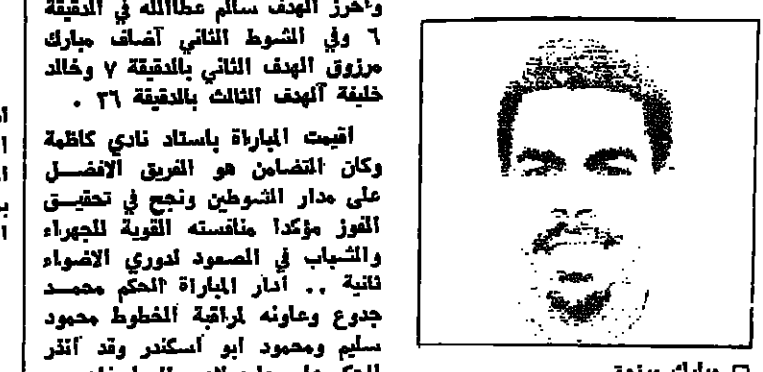 وأحرز الهدف سالم عطاالله في الدقيقة
٦ وفي الشوط الثاني أضاف مبارك
مرزوق الهدف الثاني بالدقيقة ٧ وخالد
خليفة الهدف الثالث بالدقيقة ٣٦ .
اقيمت المباراة باستاد نادي كاظمة
وكان التضامن هو الفريق الافضل
على مدار الشوطين ونجح في تحقيق
الفوز مؤكدا منافسته القوية للجهراء
والشباب في الصعود لدوري الاضواء
ثانية .. أدار المباراة الحكم محمد
جدوع وعاونه لمراقبة الخطوط محمود
سليم ومحمود ابو اسكندر وقد أنذر
مبارك